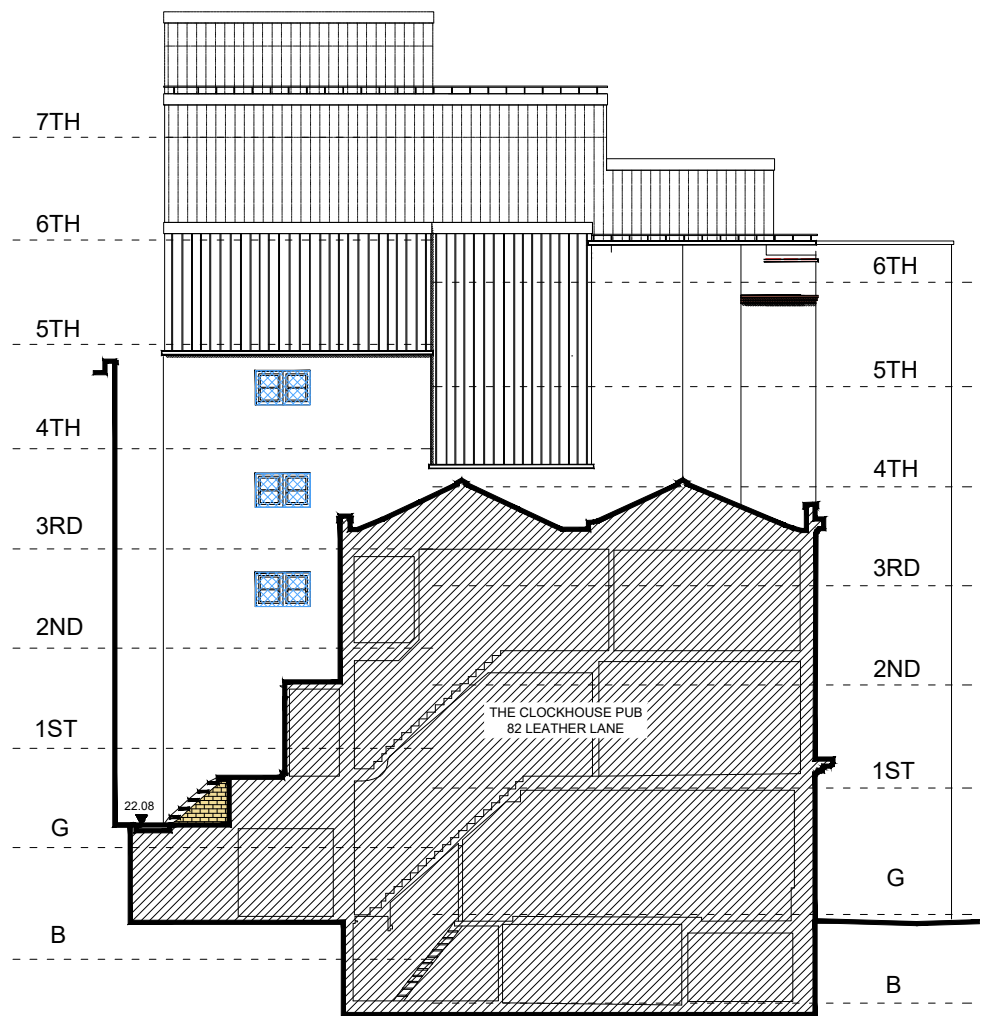 7TH
6TH
5TH
4TH
3RD
2ND
1ST
22.08
G
B
THE CLOCKHOUSE PUB
82 LEATHER LANE
6TH
5TH
4TH
3RD
2ND
1ST
G
B